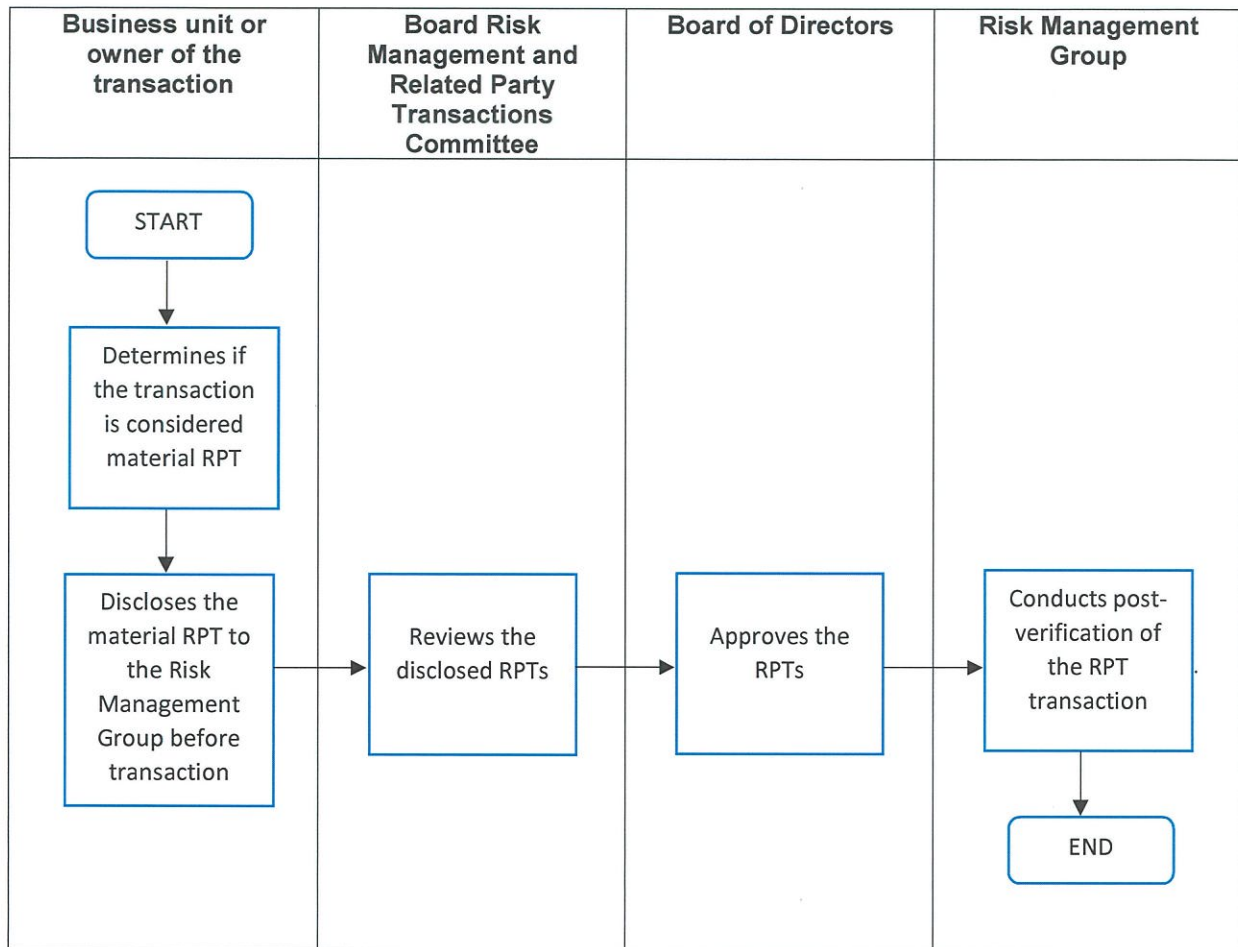 Business unit or
owner of the
transaction
Board Risk
Management and
Related Party
Transactions
Committee
Board of Directors
Risk Management
Group
START
Determines if
the transaction
is considered
material RPT
Discloses the
material RPT to
the Risk
Management
Group before
transaction
Reviews the
disclosed RPTs
Approves the
RPTs
Conducts post-
verification of
the RPT
transaction
END